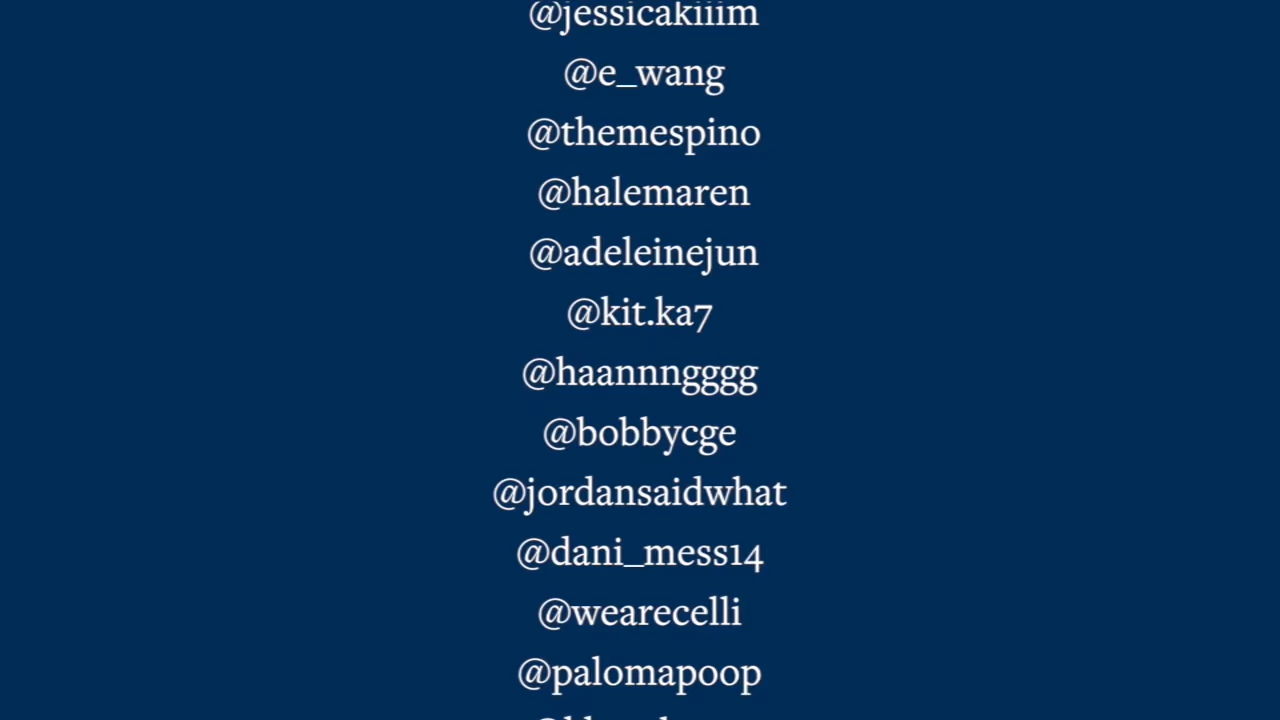 @jessicakiiim
@e_wang
@themespino
@halemaren
@adeleinejun
@kit.ka7
@haannngggg
@bobbycge
@jordansaidwhat
@dani_mess14
@wearecelli
@palomapoop